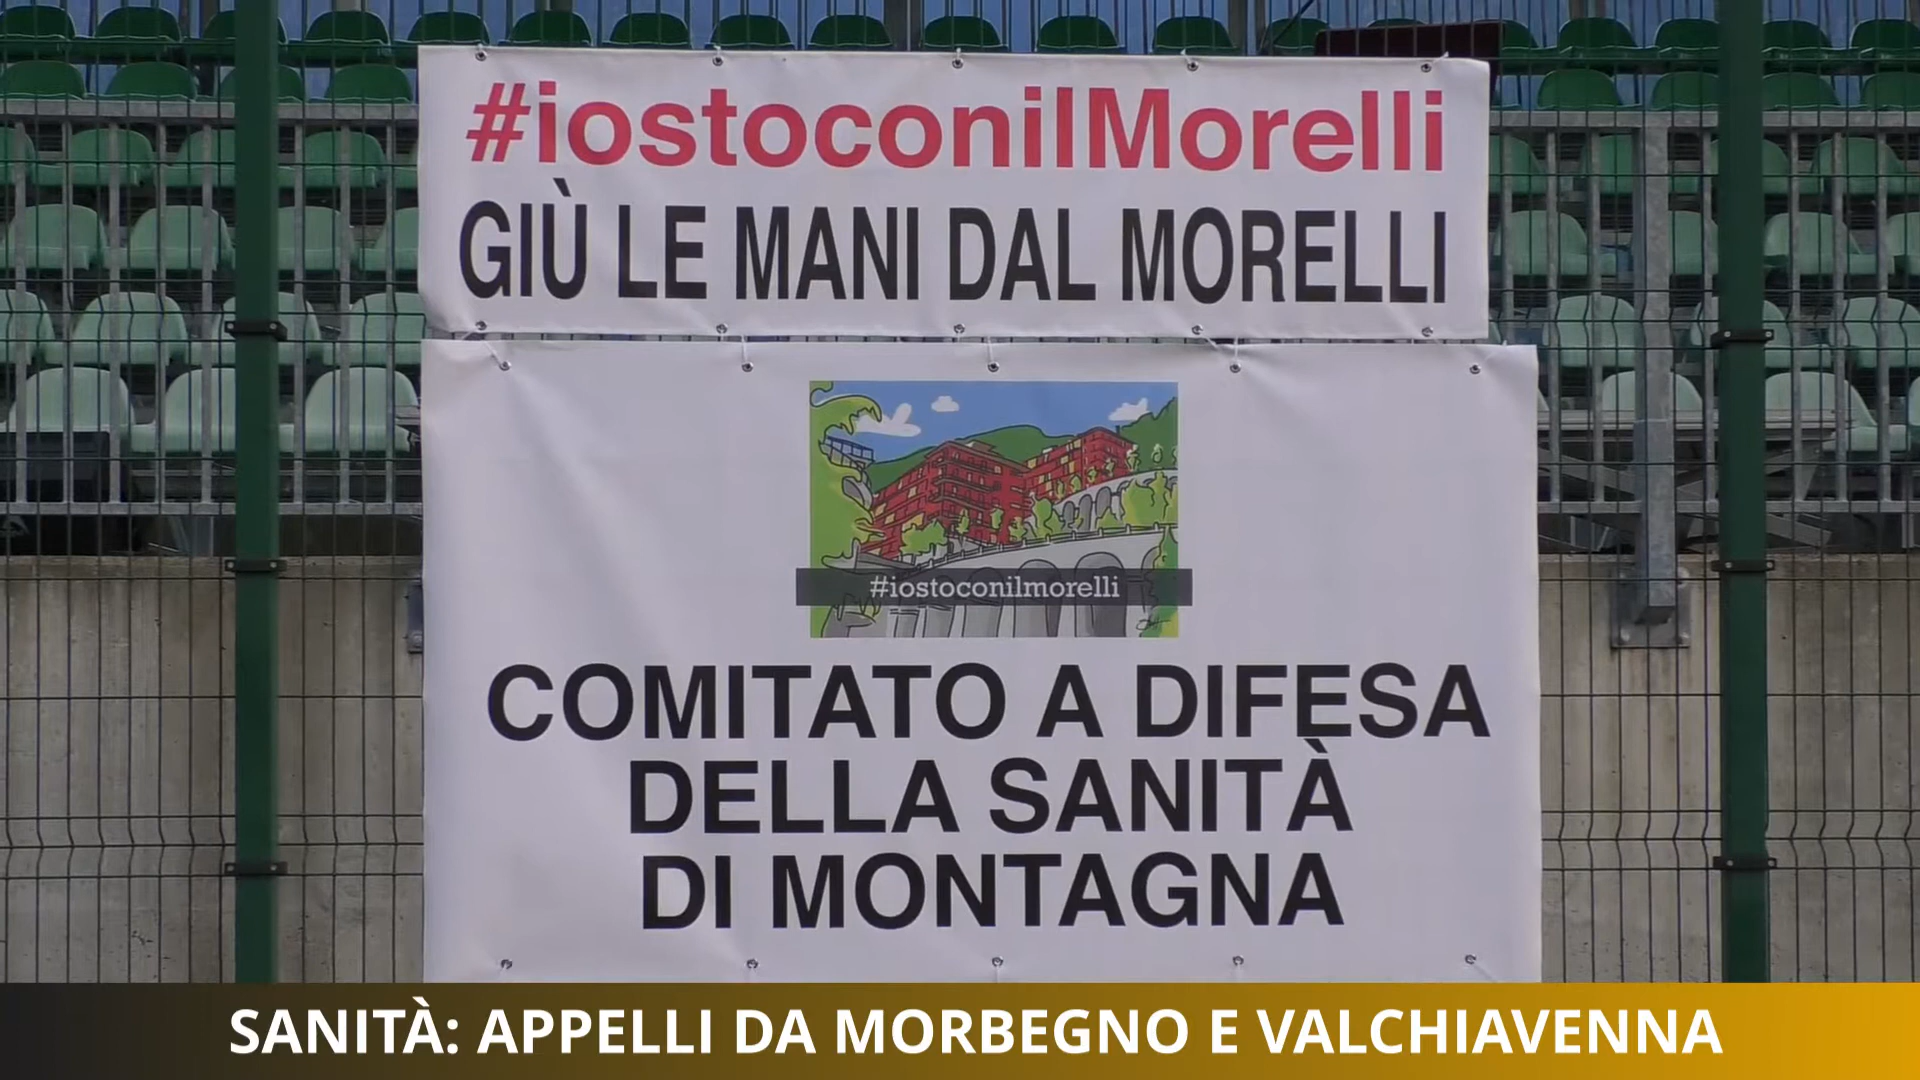 #iostoconilMorelli
GIÙ LE MANI DAL MORELLI
#iostoconilmorelli
COMITATO A DIFESA
DELLA SANITÀ
DI MONTAGNA
SANITÀ: APPELLI DA MORBEGNO E VALCHIAVENNA